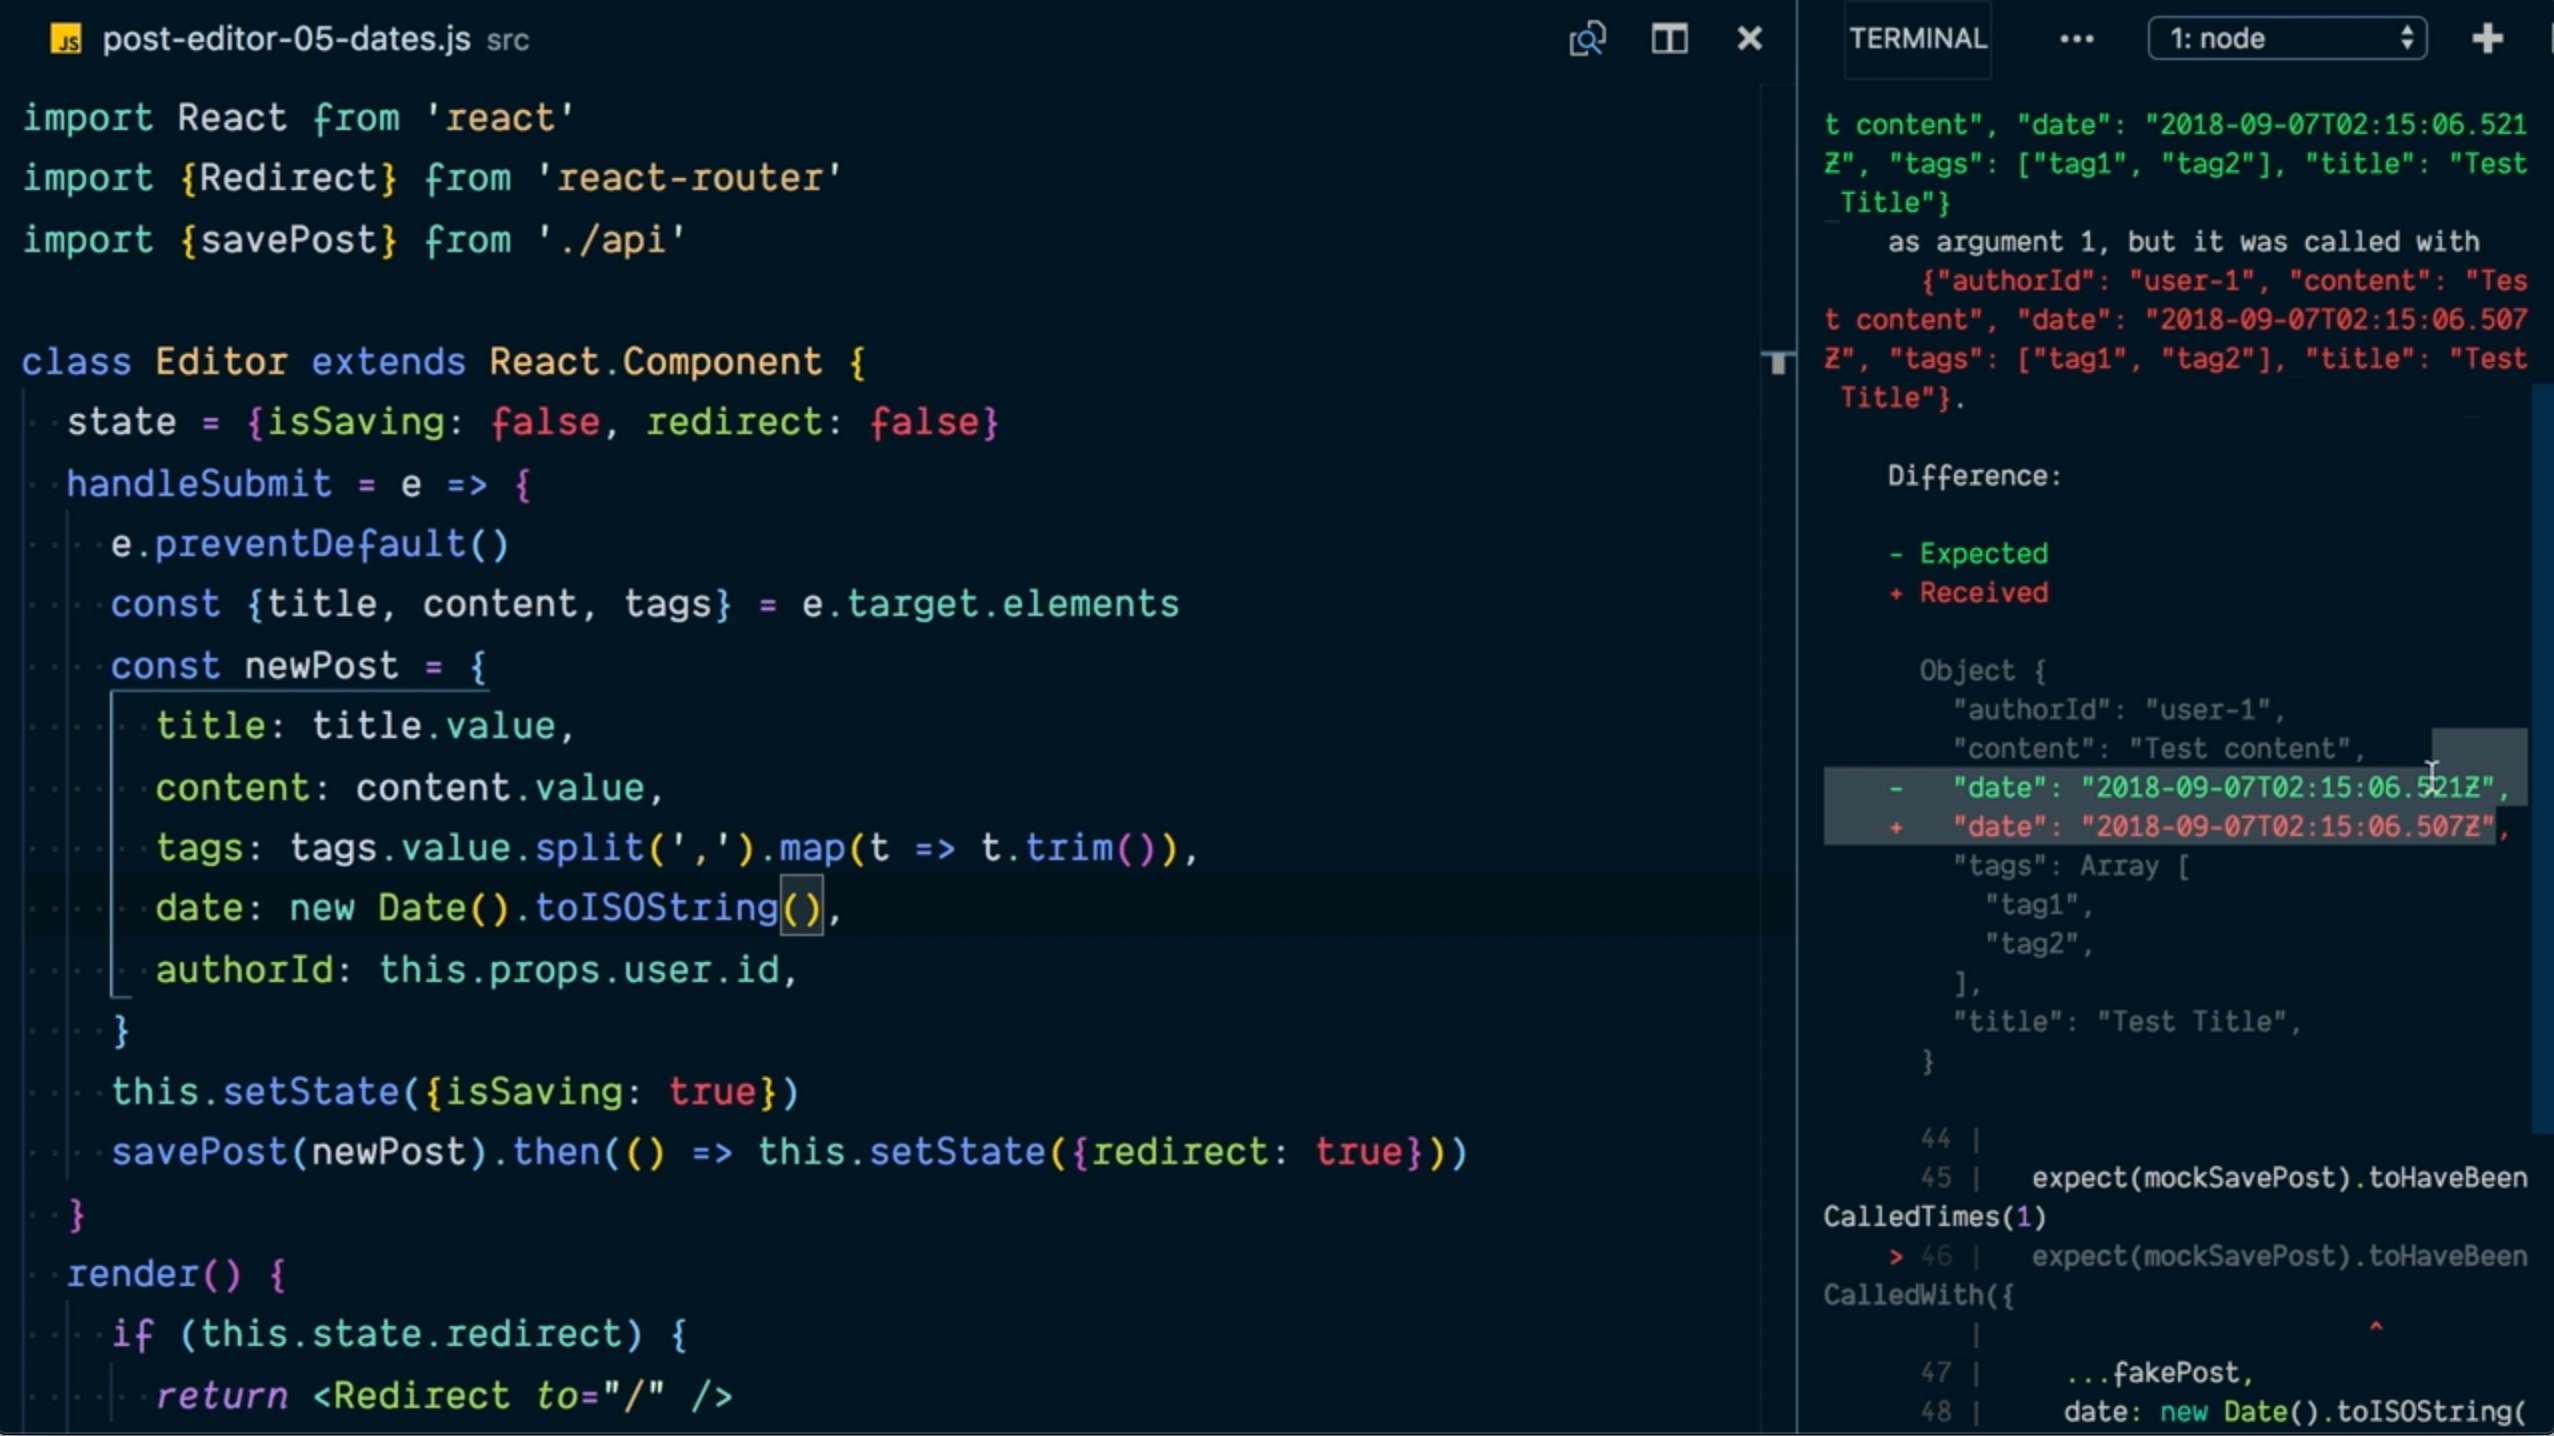 JS post-editor-05-dates.js src
import React from 'react'
import {Redirect} from 'react-router'
import {savePost} from './api'
class Editor extends React.Component {
state = {isSaving: false, redirect: false}
handleSubmit = e => {
e.preventDefault()
const {title, content, tags} = e.target.elements
const newPost = {
title: title.value,
content: content.value,
tags: tags.value.split(',').map(t => t.trim()),
date: new Date().toISOString(),
authorId: this.props.user.id,
}
this.setState({isSaving: true})
savePost(newPost).then(() => this.setState({redirect: true}))
}
render() {
if (this.state.redirect) {
return <Redirect to="/" />
TERMINAL ••• 1: node
t content", "date": "2018-09-07T02:15:06.521
Z", "tags": ["tag1", "tag2"], "title": "Test
Title"}
as argument 1, but it was called with
{"authorId": "user-1", "content": "Tes
t content", "date": "2018-09-07T02:15:06.507
Z", "tags": ["tag1", "tag2"], "title": "Test
Title"}.
Difference:
- Expected
+ Received
Object {
"authorId": "user-1",
"content": "Test content",
- "date": "2018-09-07T02:15:06.521Z",
+ "date": "2018-09-07T02:15:06.507Z",
"tags": Array [
"tag1",
"tag2",
],
"title": "Test Title",
}
44 |
45 | expect(mockSavePost).toHaveBeen
CalledTimes(1)
> 46 | expect(mockSavePost).toHaveBeen
CalledWith({
| ^
47 | ...fakePost,
48 | date: new Date().toISOString(